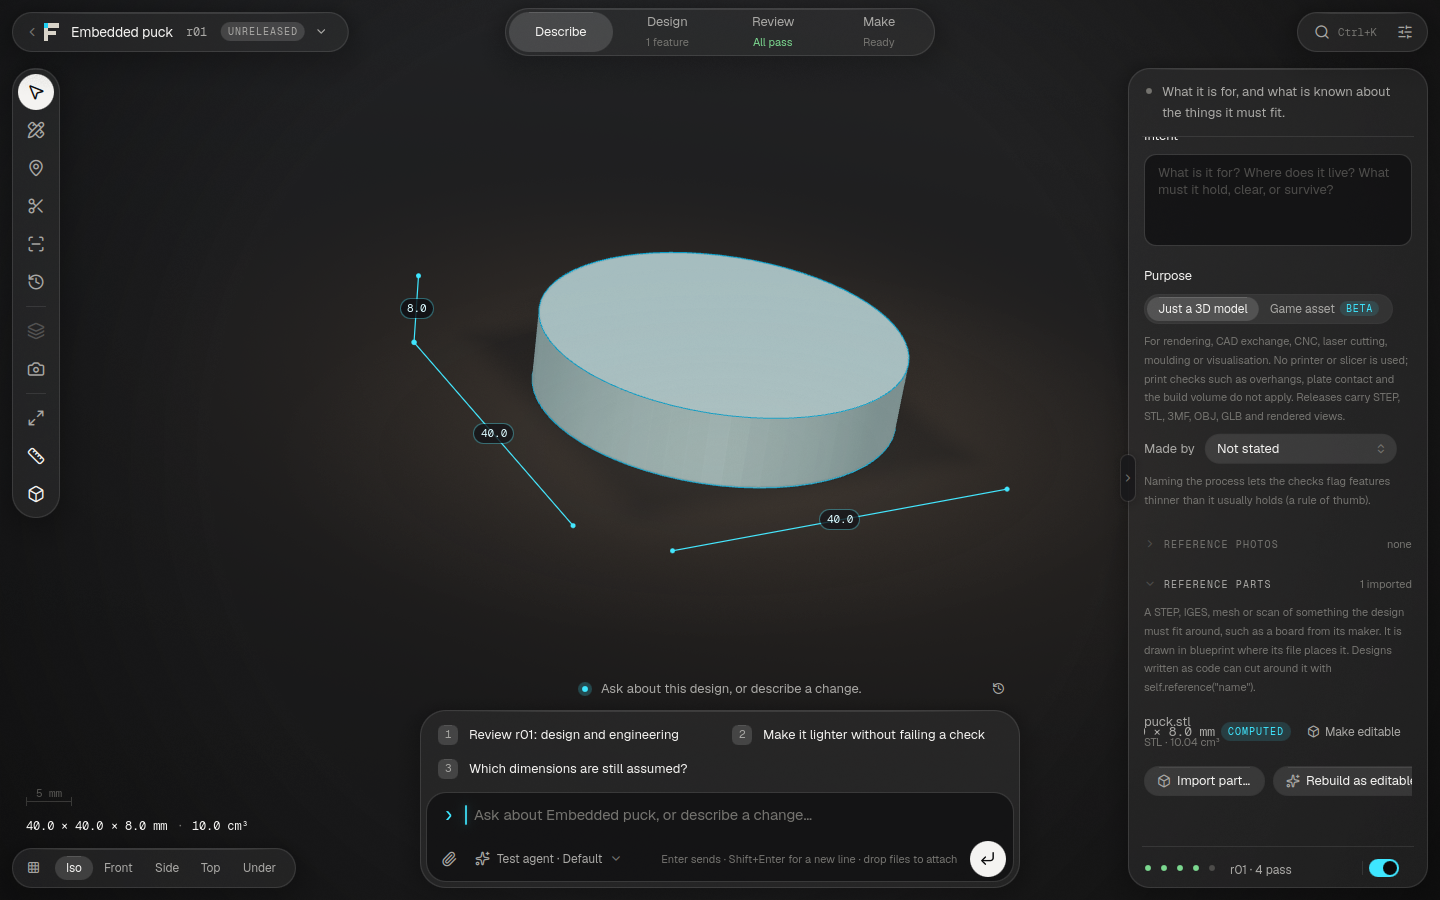 Embedded puck r01 UNRELEASED
Describe
Design
1 feature
Review
All pass
Make
Ready
Ctrl+K
8.0
40.0
40.0
5 mm
40.0 × 40.0 × 8.0 mm · 10.0 cm³
Iso Front Side Top Under
Ask about this design, or describe a change.
1 Review r01: design and engineering
2 Make it lighter without failing a check
3 Which dimensions are still assumed?
Ask about Embedded puck, or describe a change...
Test agent · Default
Enter sends · Shift+Enter for a new line · drop files to attach
What it is for, and what is known about
the things it must fit.
Intent
What is it for? Where does it live? What
must it hold, clear, or survive?
Purpose
Just a 3D model Game asset BETA
For rendering, CAD exchange, CNC, laser cutting,
moulding or visualisation. No printer or slicer is used;
print checks such as overhangs, plate contact and
the build volume do not apply. Releases carry STEP,
STL, 3MF, OBJ, GLB and rendered views.
Made by Not stated
Naming the process lets the checks flag features
thinner than it usually holds (a rule of thumb).
REFERENCE PHOTOS none
REFERENCE PARTS 1 imported
A STEP, IGES, mesh or scan of something the design
must fit around, such as a board from its maker. It is
drawn in blueprint where its file places it. Designs
written as code can cut around it with
self.reference("name").
puck.stl
× 8.0 mm COMPUTED Make editable
STL · 10.04 cm³
Import part... Rebuild as editable
r01 · 4 pass